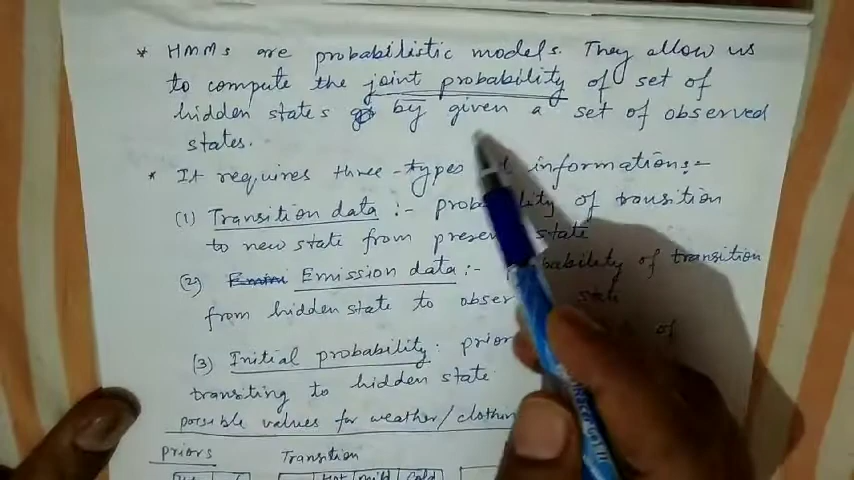 * HMMs are probabilistic models. They allow us
to compute the joint probability of set of
hidden states by given a set of observed
states.
* It requires three types informations:-
(1) Transition data :- probability of transition
to new state from present state
(2) Emission data :- probability of transition
from hidden state to state
(3) Initial probability : of
transiting to hidden state
possible values for weather/
priors Transition
Hot Mild Cold